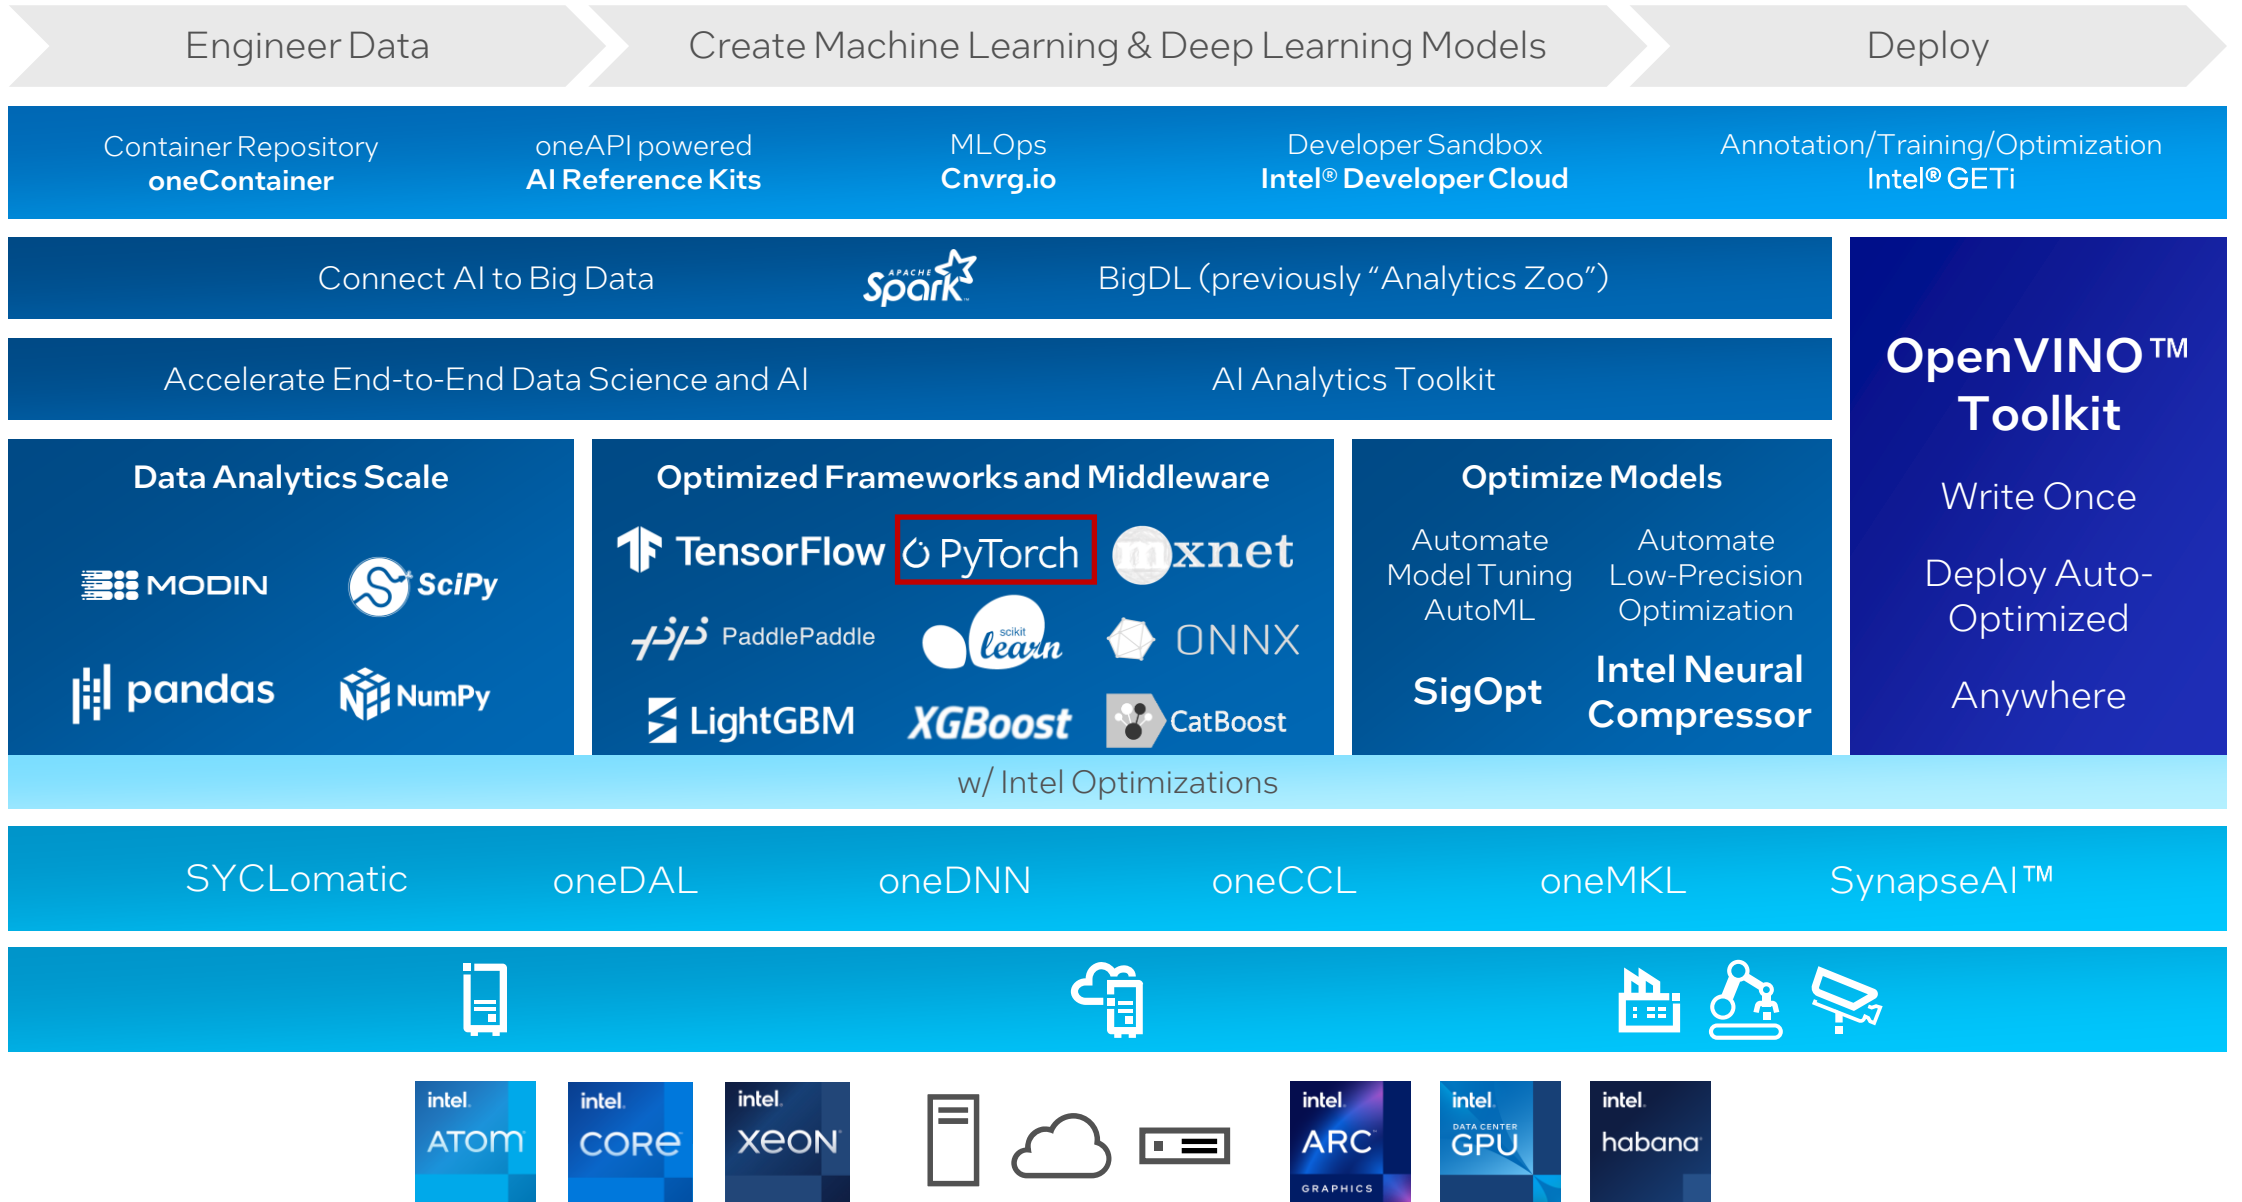 Engineer Data
Create Machine Learning & Deep Learning Models
Deploy
Container Repository
oneContainer
oneAPI powered
AI Reference Kits
MLOps
Cnvrg.io
Developer Sandbox
Intel® Developer Cloud
Annotation/Training/Optimization
Intel® GETi
Connect AI to Big Data
APACHE
Spark™
BigDL (previously “Analytics Zoo”)
Accelerate End-to-End Data Science and AI
AI Analytics Toolkit
OpenVINO™
Toolkit
Write Once
Deploy Auto-
Optimized
Anywhere
Data Analytics Scale
MODIN
SciPy
pandas
NumPy
Optimized Frameworks and Middleware
TensorFlow
PyTorch
mxnet
PaddlePaddle
scikit
learn
ONNX
LightGBM
XGBoost
CatBoost
Optimize Models
Automate
Model Tuning
AutoML
SigOpt
Automate
Low-Precision
Optimization
Intel Neural
Compressor
w/ Intel Optimizations
SYCLomatic
oneDAL
oneDNN
oneCCL
oneMKL
SynapseAI™
intel.
ATOM
intel.
CORE
intel.
XEON
intel.
ARC
GRAPHICS
intel.
DATA CENTER
GPU
intel.
habana